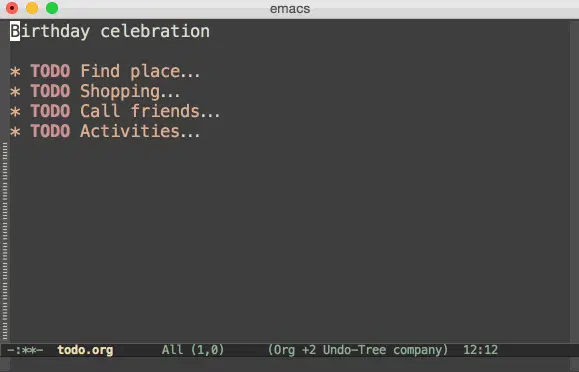 emacs
Birthday celebration
* TODO Find place...
* TODO Shopping...
* TODO Call friends...
* TODO Activities...
-:**- todo.org All (1,0) (Org +2 Undo-Tree company) 12:12